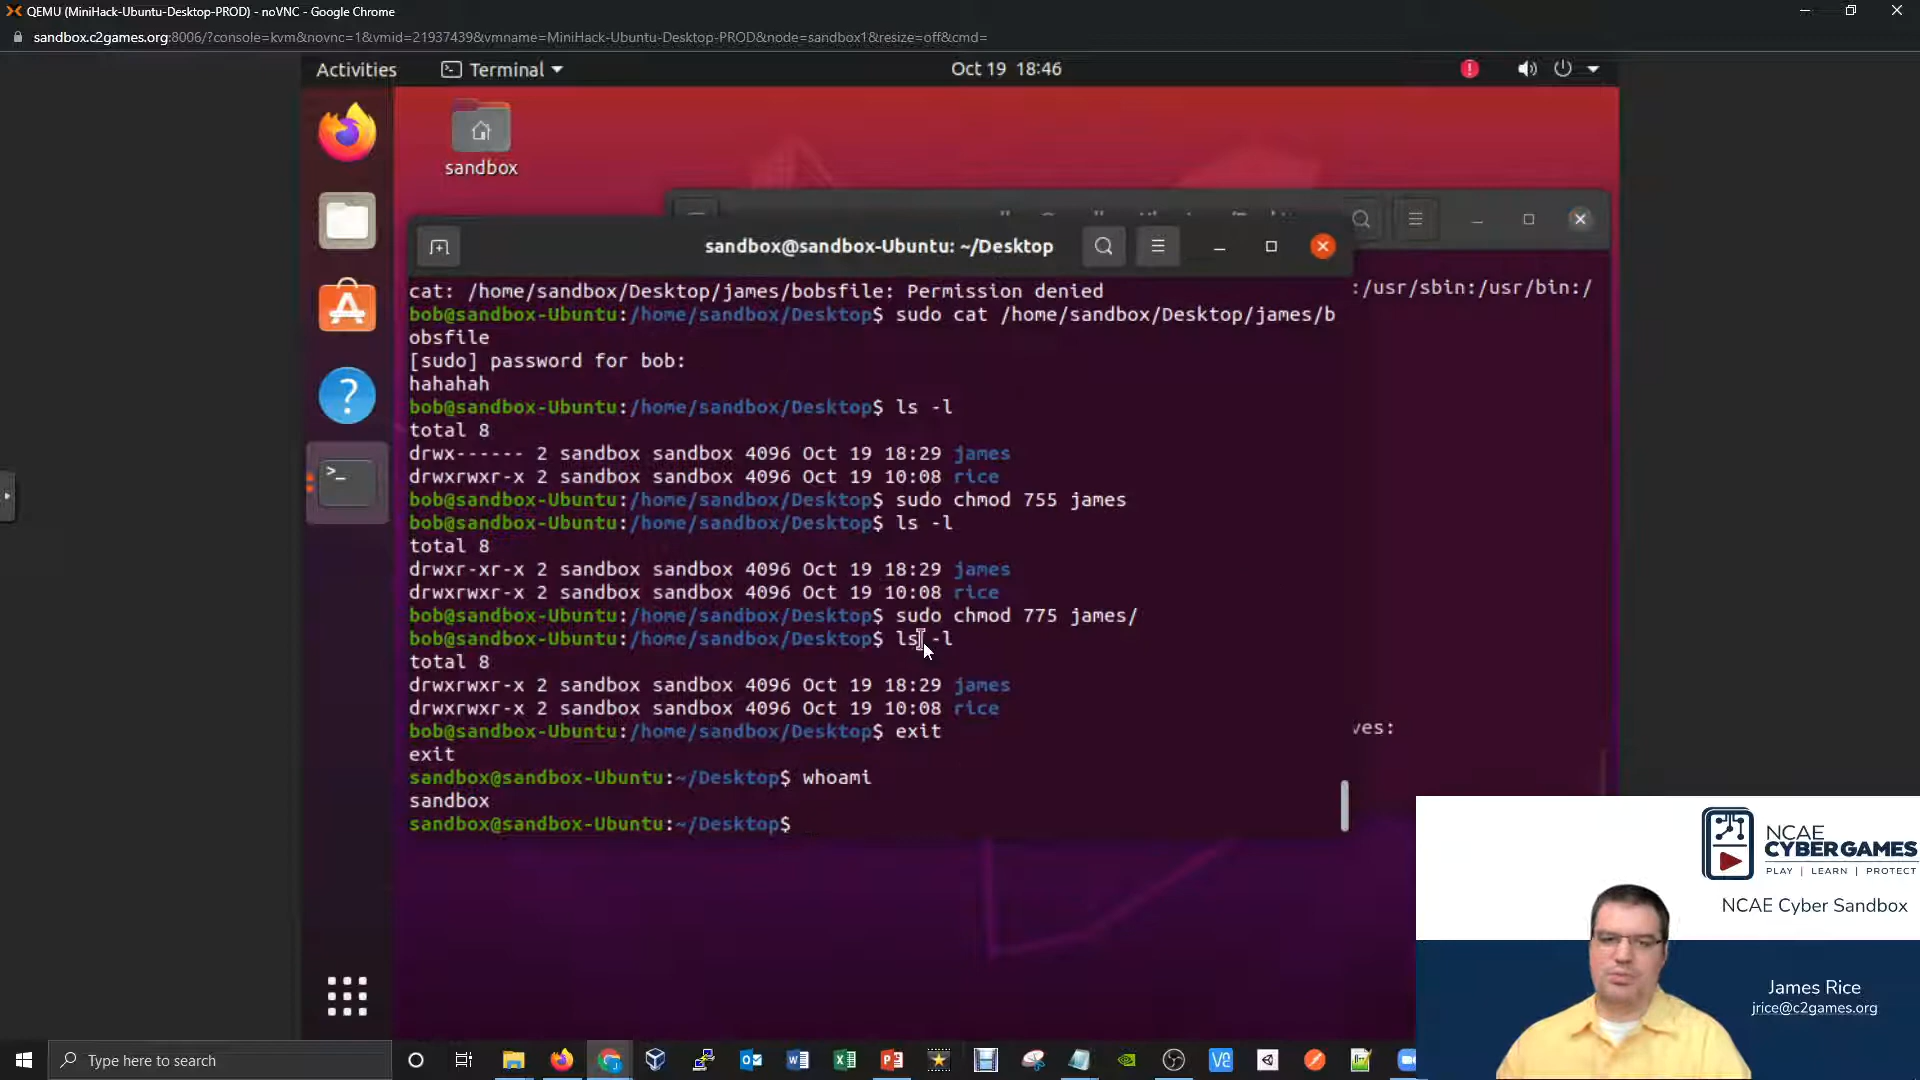 QEMU (MiniHack-Ubuntu-Desktop-PROD) - noVNC - Google Chrome
sandbox.c2games.org:8006/?console=kvm&novnc=1&vmid=21937439&vmname=MiniHack-Ubuntu-Desktop-PROD&node=sandbox1&resize=off&cmd=
Activities Terminal Oct 19 18:46
sandbox
sandbox@sandbox-Ubuntu: ~/Desktop
:/usr/sbin:/usr/bin:/
cat: /home/sandbox/Desktop/james/bobsfile: Permission denied
bob@sandbox-Ubuntu:/home/sandbox/Desktop$ sudo cat /home/sandbox/Desktop/james/b
obsfile
[sudo] password for bob:
hahahah
bob@sandbox-Ubuntu:/home/sandbox/Desktop$ ls -l
total 8
drwx------ 2 sandbox sandbox 4096 Oct 19 18:29 james
drwxrwxr-x 2 sandbox sandbox 4096 Oct 19 10:08 rice
bob@sandbox-Ubuntu:/home/sandbox/Desktop$ sudo chmod 755 james
bob@sandbox-Ubuntu:/home/sandbox/Desktop$ ls -l
total 8
drwxr-xr-x 2 sandbox sandbox 4096 Oct 19 18:29 james
drwxrwxr-x 2 sandbox sandbox 4096 Oct 19 10:08 rice
bob@sandbox-Ubuntu:/home/sandbox/Desktop$ sudo chmod 775 james/
bob@sandbox-Ubuntu:/home/sandbox/Desktop$ ls -l
total 8
drwxrwxr-x 2 sandbox sandbox 4096 Oct 19 18:29 james
drwxrwxr-x 2 sandbox sandbox 4096 Oct 19 10:08 rice
bob@sandbox-Ubuntu:/home/sandbox/Desktop$ exit
ves:
exit
sandbox@sandbox-Ubuntu:~/Desktop$ whoami
sandbox
sandbox@sandbox-Ubuntu:~/Desktop$
NCAE
CYBERGAMES
PLAY | LEARN | PROTECT
NCAE Cyber Sandbox
James Rice
jrice@c2games.org
Type here to search